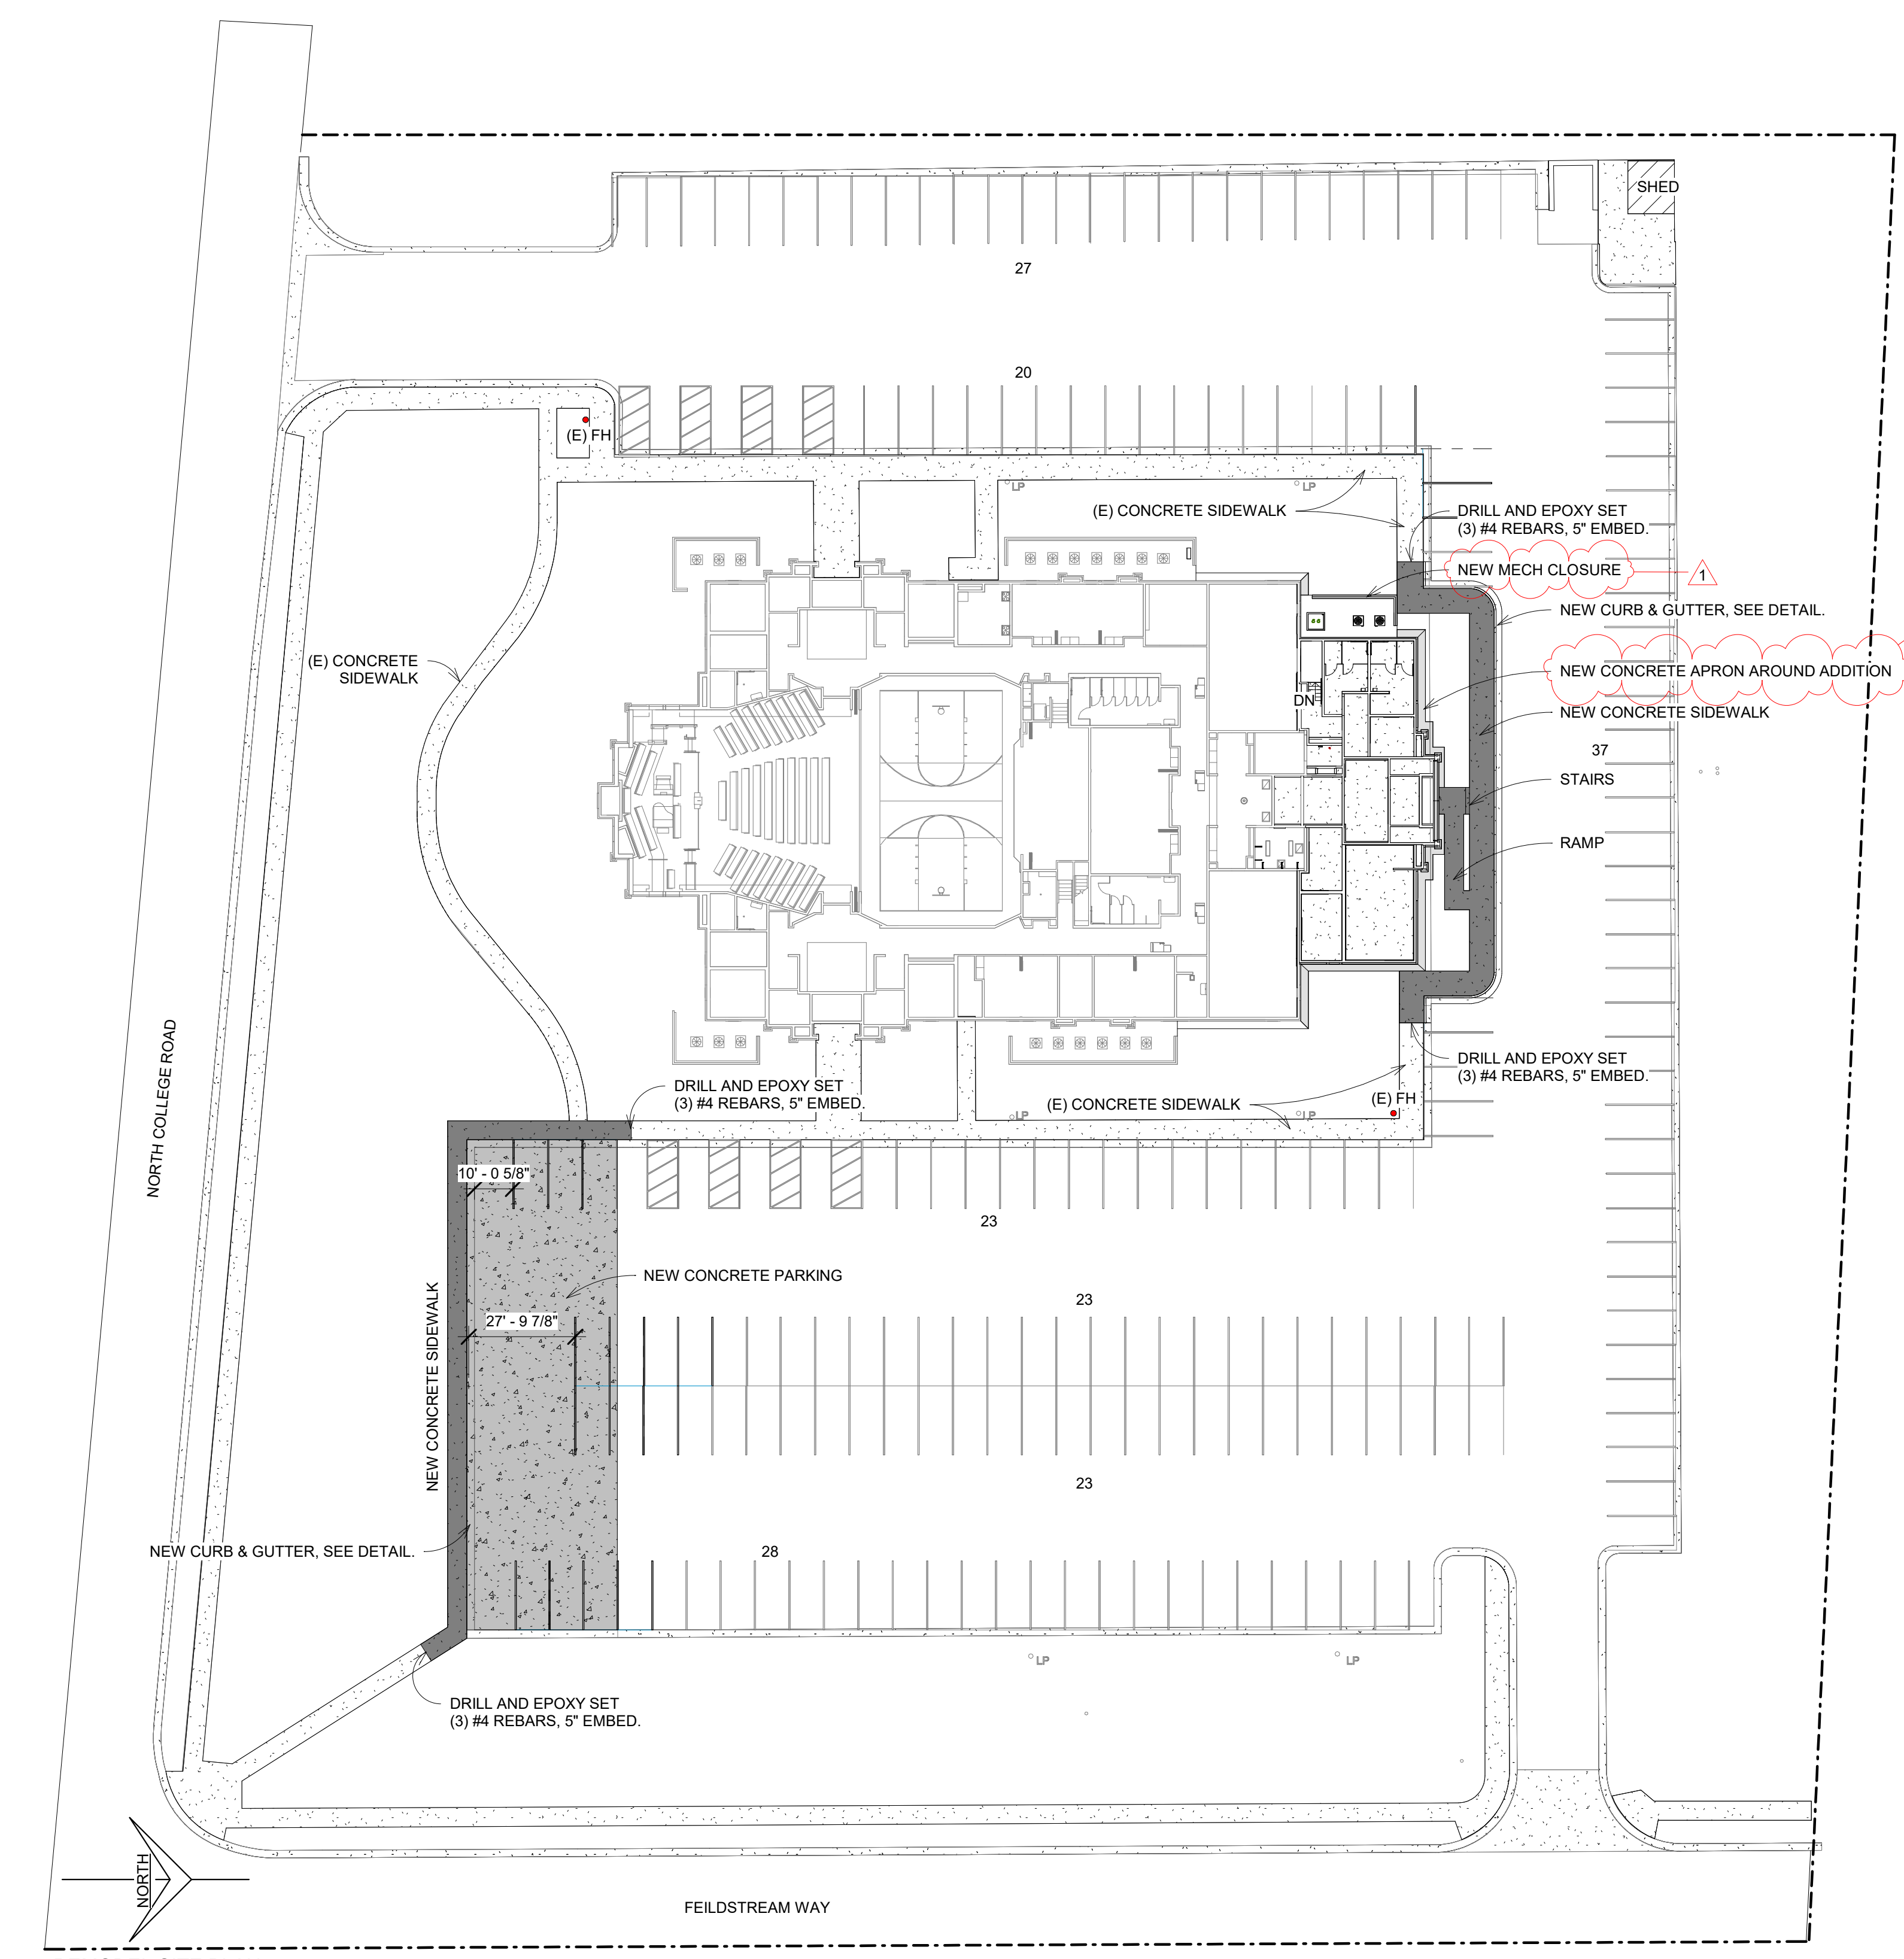 SHED
27
20
(E) FH
LP
LP
(E) CONCRETE SIDEWALK
DRILL AND EPOXY SET
(3) #4 REBARS, 5" EMBED.
NEW MECH CLOSURE
1
NEW CURB & GUTTER, SEE DETAIL.
(E) CONCRETE
SIDEWALK
NEW CONCRETE APRON AROUND ADDITION
DN
NEW CONCRETE SIDEWALK
37
STAIRS
RAMP
NORTH COLLEGE ROAD
DRILL AND EPOXY SET
(3) #4 REBARS, 5" EMBED.
DRILL AND EPOXY SET
(3) #4 REBARS, 5" EMBED.
(E) CONCRETE SIDEWALK
(E) FH
LP
LP
10' - 0 5/8"
23
NEW CONCRETE PARKING
23
27' - 9 7/8"
NEW CONCRETE SIDEWALK
23
NEW CURB & GUTTER, SEE DETAIL.
28
LP
LP
DRILL AND EPOXY SET
(3) #4 REBARS, 5" EMBED.
NORTH
FEILDSTREAM WAY